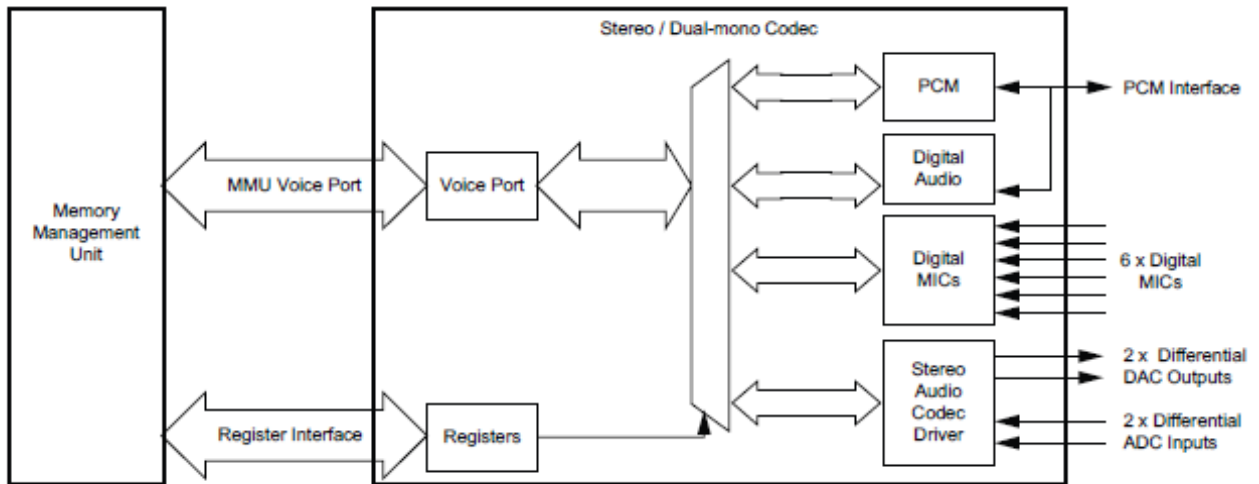 Stereo / Dual-mono Codec
PCM
PCM Interface
Digital
Audio
MMU Voice Port
Voice Port
Memory
Management
Unit
Digital
MICs
6 x Digital
MICs
Stereo
Audio
Codec
Driver
2 x Differential
DAC Outputs
2 x Differential
ADC Inputs
Register Interface
Registers